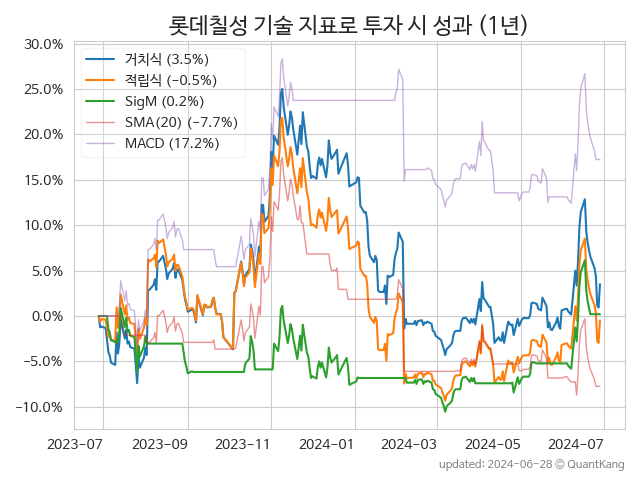 롯데칠성 기술 지표로 투자 시 성과 (1년)
30.0%
25.0%
20.0%
15.0%
10.0%
5.0%
0.0%
−5.0%
−10.0%
거치식 (3.5%)
적립식 (−0.5%)
SigM (0.2%)
SMA(20) (−7.7%)
MACD (17.2%)
2023-07 2023-09 2023-11 2024-01 2024-03 2024-05 2024-07
updated: 2024-06-28 ⓒ QuantKang